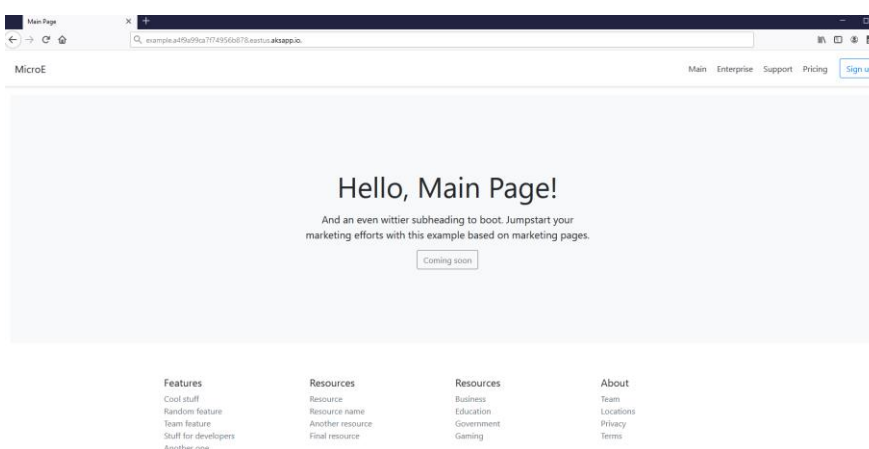 Main Page
example.a4f9a99ca7f74956b878.eastus.aksapp.io.
MicroE
Main Enterprise Support Pricing Sign u
Hello, Main Page!
And an even wittier subheading to boot. Jumpstart your
marketing efforts with this example based on marketing pages.
Coming soon
Features Resources Resources About
Cool stuff Resource Business Team
Random feature Resource name Education Locations
Team feature Another resource Government Privacy
Stuff for developers Final resource Gaming Terms
Another one